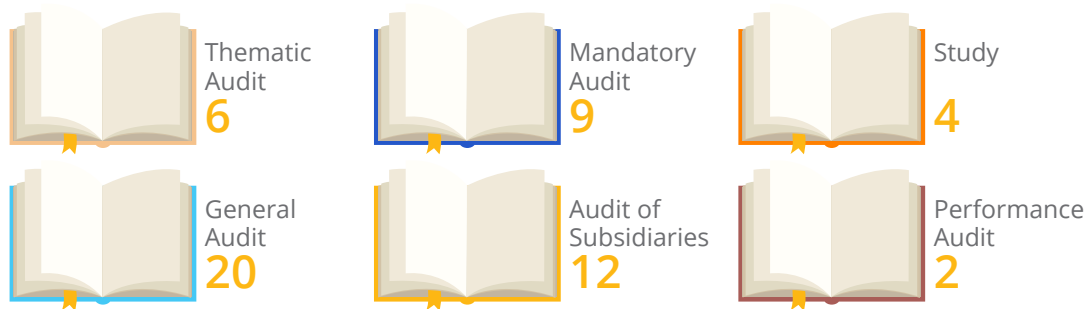 Thematic
Audit
6
Mandatory
Audit
9
Study
4
General
Audit
20
Audit of
Subsidiaries
12
Performance
Audit
2